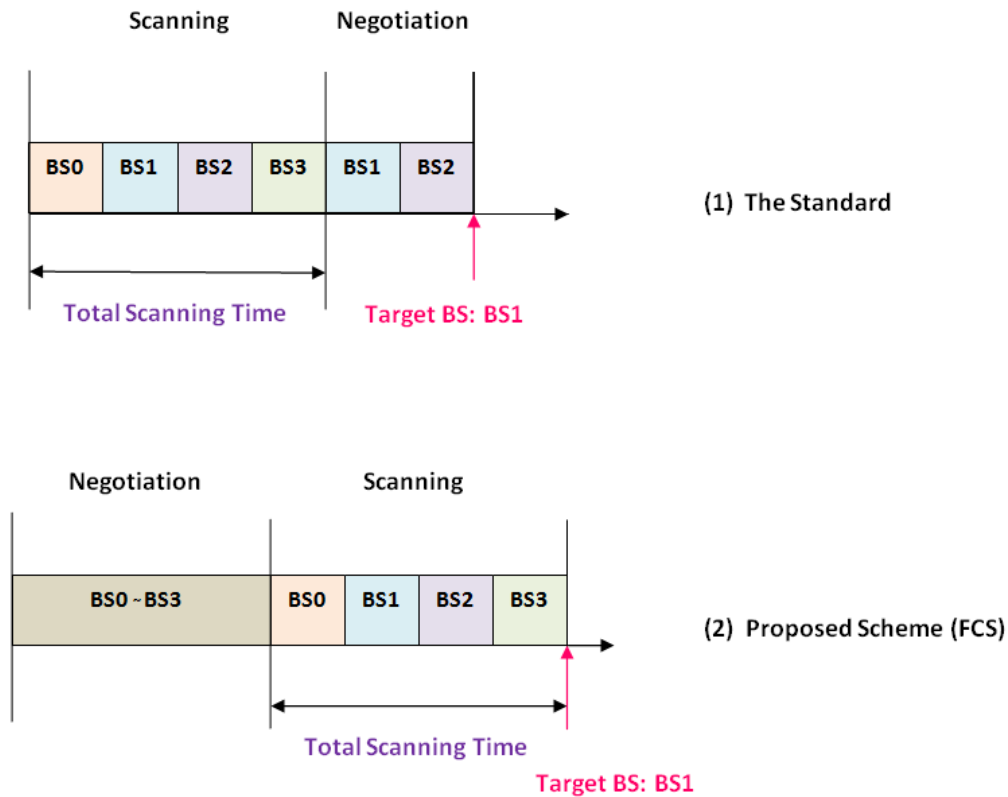 Scanning Negotiation
BS0 BS1 BS2 BS3 BS1 BS2
(1) The Standard
Total Scanning Time Target BS: BS1
Negotiation Scanning
BS0 ~ BS3 BS0 BS1 BS2 BS3
(2) Proposed Scheme (FCS)
Total Scanning Time
Target BS: BS1